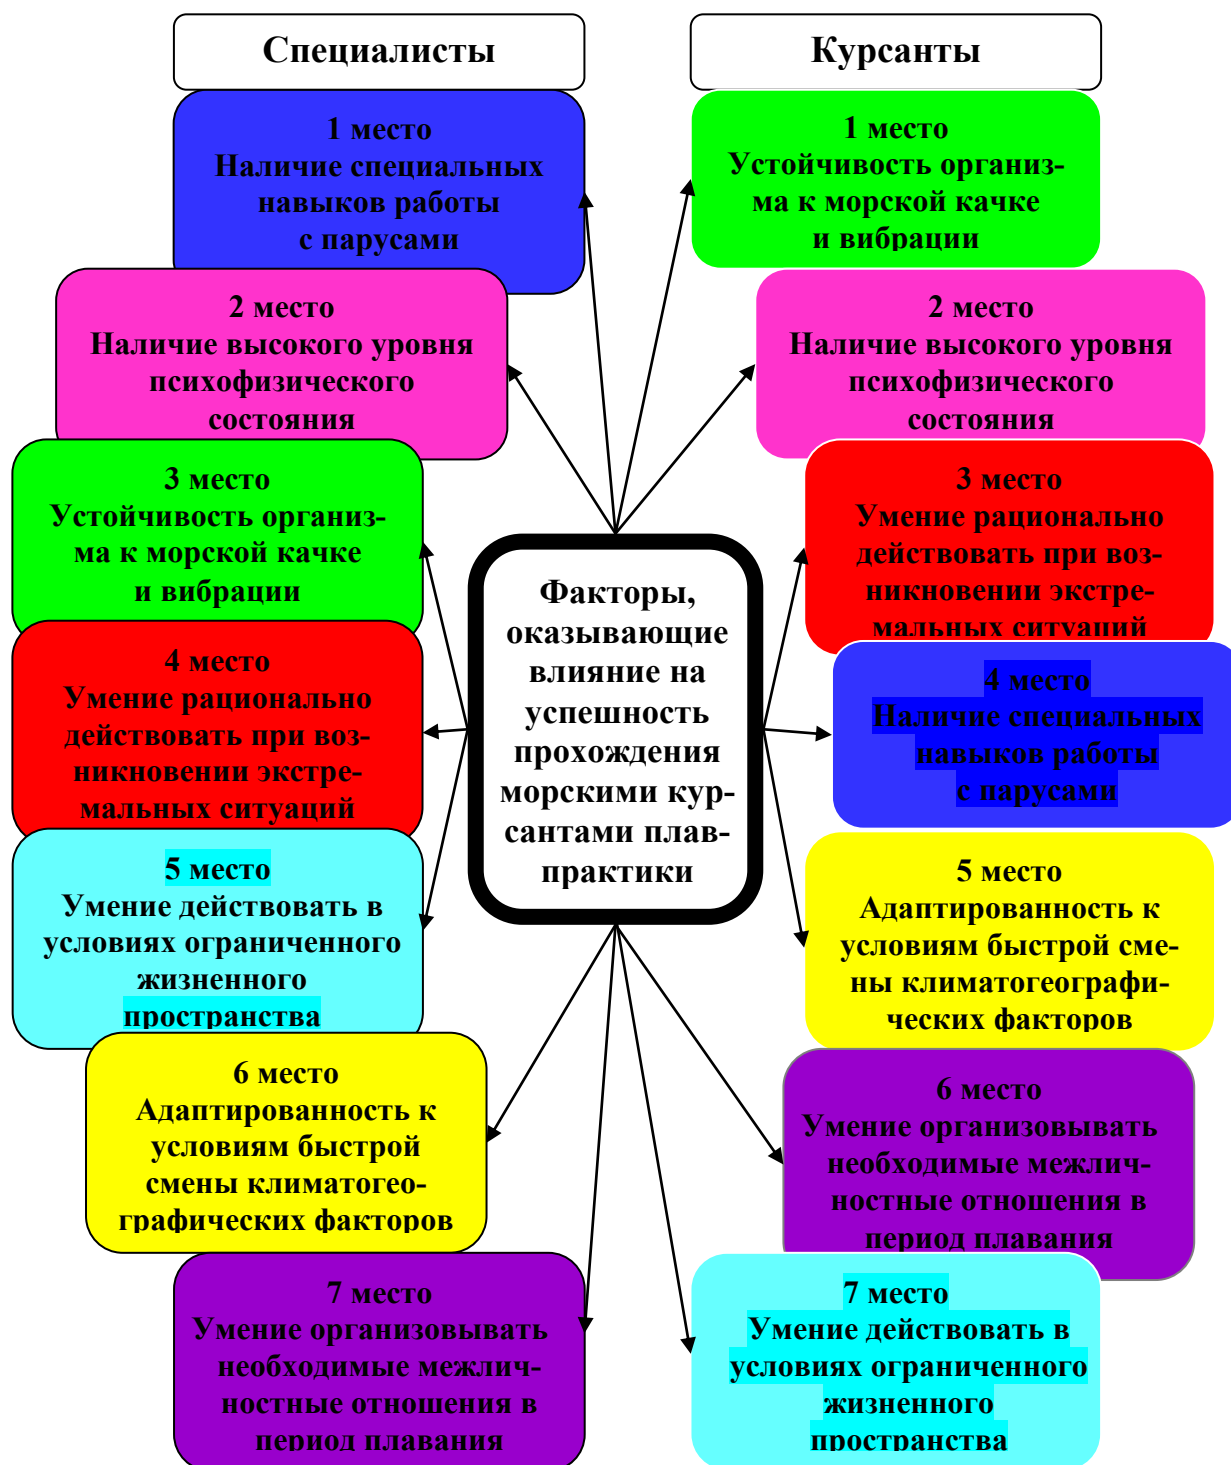 Специалисты
1 место
Наличие специальных
навыков работы
с парусами
2 место
Наличие высокого уровня
психофизического
состояния
3 место
Устойчивость организ-
ма к морской качке
и вибрации
4 место
Умение рационально
действовать при воз-
никновении экстре-
мальных ситуаций
5 место
Умение действовать в
условиях ограниченного
жизненного
пространства
6 место
Адаптированность к
условиям быстрой
смены климатогео-
графических факторов
7 место
Умение организовывать
необходимые межлич-
ностные отношения в
период плавания
Факторы,
оказывающие
влияние на
успешность
прохождения
морскими кур-
сантами плав-
практики
Курсанты
1 место
Устойчивость организ-
ма к морской качке
и вибрации
2 место
Наличие высокого уровня
психофизического
состояния
3 место
Умение рационально
действовать при воз-
никновении экстре-
мальных ситуаций
4 место
Наличие специальных
навыков работы
с парусами
5 место
Адаптированность к
условиям быстрой сме-
ны климатогеографи-
ческих факторов
6 место
Умение организовывать
необходимые межлич-
ностные отношения в
период плавания
7 место
Умение действовать в
условиях ограниченного
жизненного
пространства